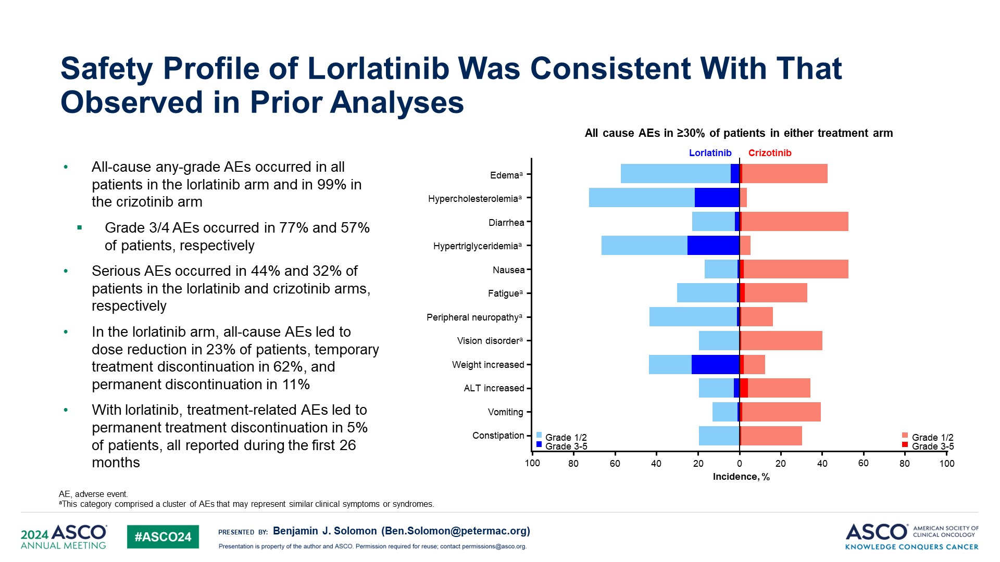 Safety Profile of Lorlatinib Was Consistent With That
Observed in Prior Analyses
• All-cause any-grade AEs occurred in all
patients in the lorlatinib arm and in 99% in
the crizotinib arm
▪ Grade 3/4 AEs occurred in 77% and 57%
of patients, respectively
• Serious AEs occurred in 44% and 32% of
patients in the lorlatinib and crizotinib arms,
respectively
• In the lorlatinib arm, all-cause AEs led to
dose reduction in 23% of patients, temporary
treatment discontinuation in 62%, and
permanent discontinuation in 11%
• With lorlatinib, treatment-related AEs led to
permanent treatment discontinuation in 5%
of patients, all reported during the first 26
months
All cause AEs in ≥30% of patients in either treatment arm
Lorlatinib Crizotinib
Edemaᵃ
Hypercholesterolemiaᵃ
Diarrhea
Hypertriglyceridemiaᵃ
Nausea
Fatigueᵃ
Peripheral neuropathyᵃ
Vision disorderᵃ
Weight increased
ALT increased
Vomiting
Constipation
Grade 1/2
Grade 3-5
Grade 1/2
Grade 3-5
100 80 60 40 20 0 20 40 60 80 100
Incidence, %
AE, adverse event.
ᵃThis category comprised a cluster of AEs that may represent similar clinical symptoms or syndromes.
2024 ASCO
ANNUAL MEETING
#ASCO24
PRESENTED BY: Benjamin J. Solomon (Ben.Solomon@petermac.org)
Presentation is property of the author and ASCO. Permission required for reuse; contact permissions@asco.org.
ASCO AMERICAN SOCIETY OF
CLINICAL ONCOLOGY
KNOWLEDGE CONQUERS CANCER